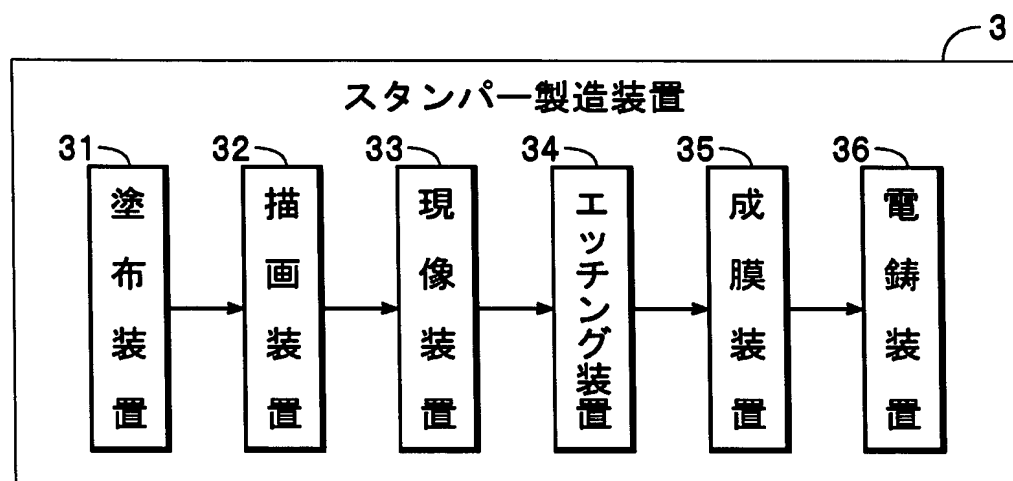 3
スタンパー製造装置
31
塗布装置
32
描画装置
33
現像装置
34
エッチング装置
35
成膜装置
36
電鋳装置